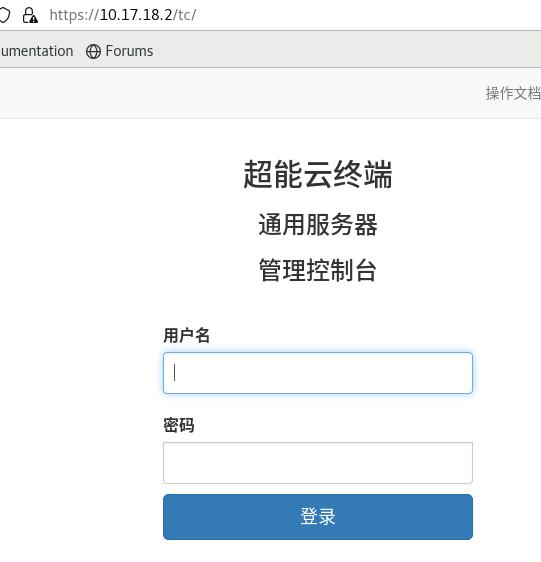 https://10.17.18.2/tc/
umentation Forums
操作文档
超能云终端
通用服务器
管理控制台
用户名
密码
登录